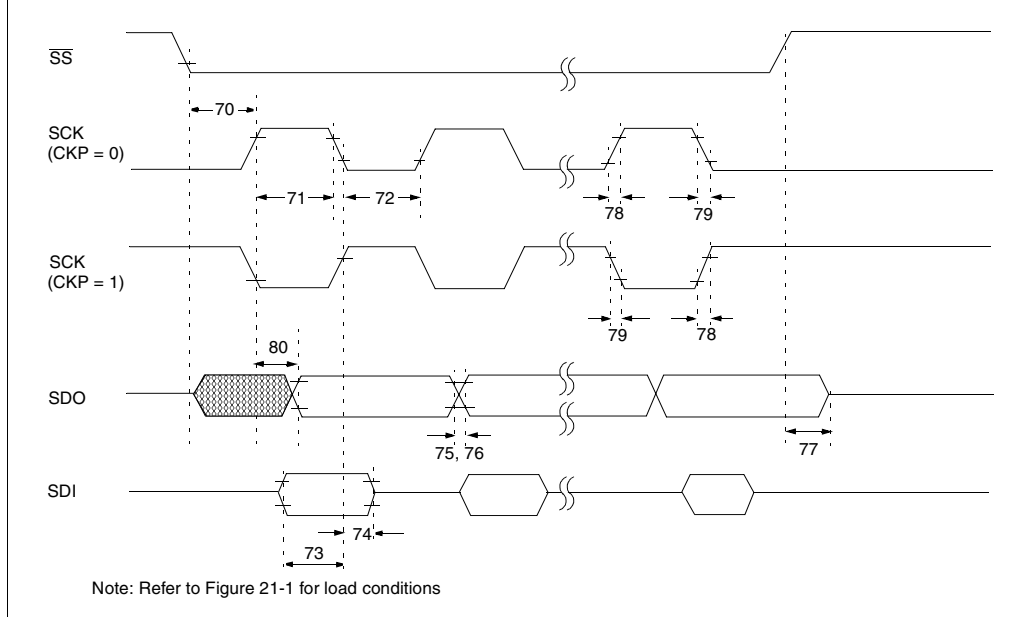 SS
70
SCK
(CKP = 0)
71
72
78
79
SCK
(CKP = 1)
79
78
80
SDO
75, 76
77
SDI
74
73
Note: Refer to Figure 21-1 for load conditions